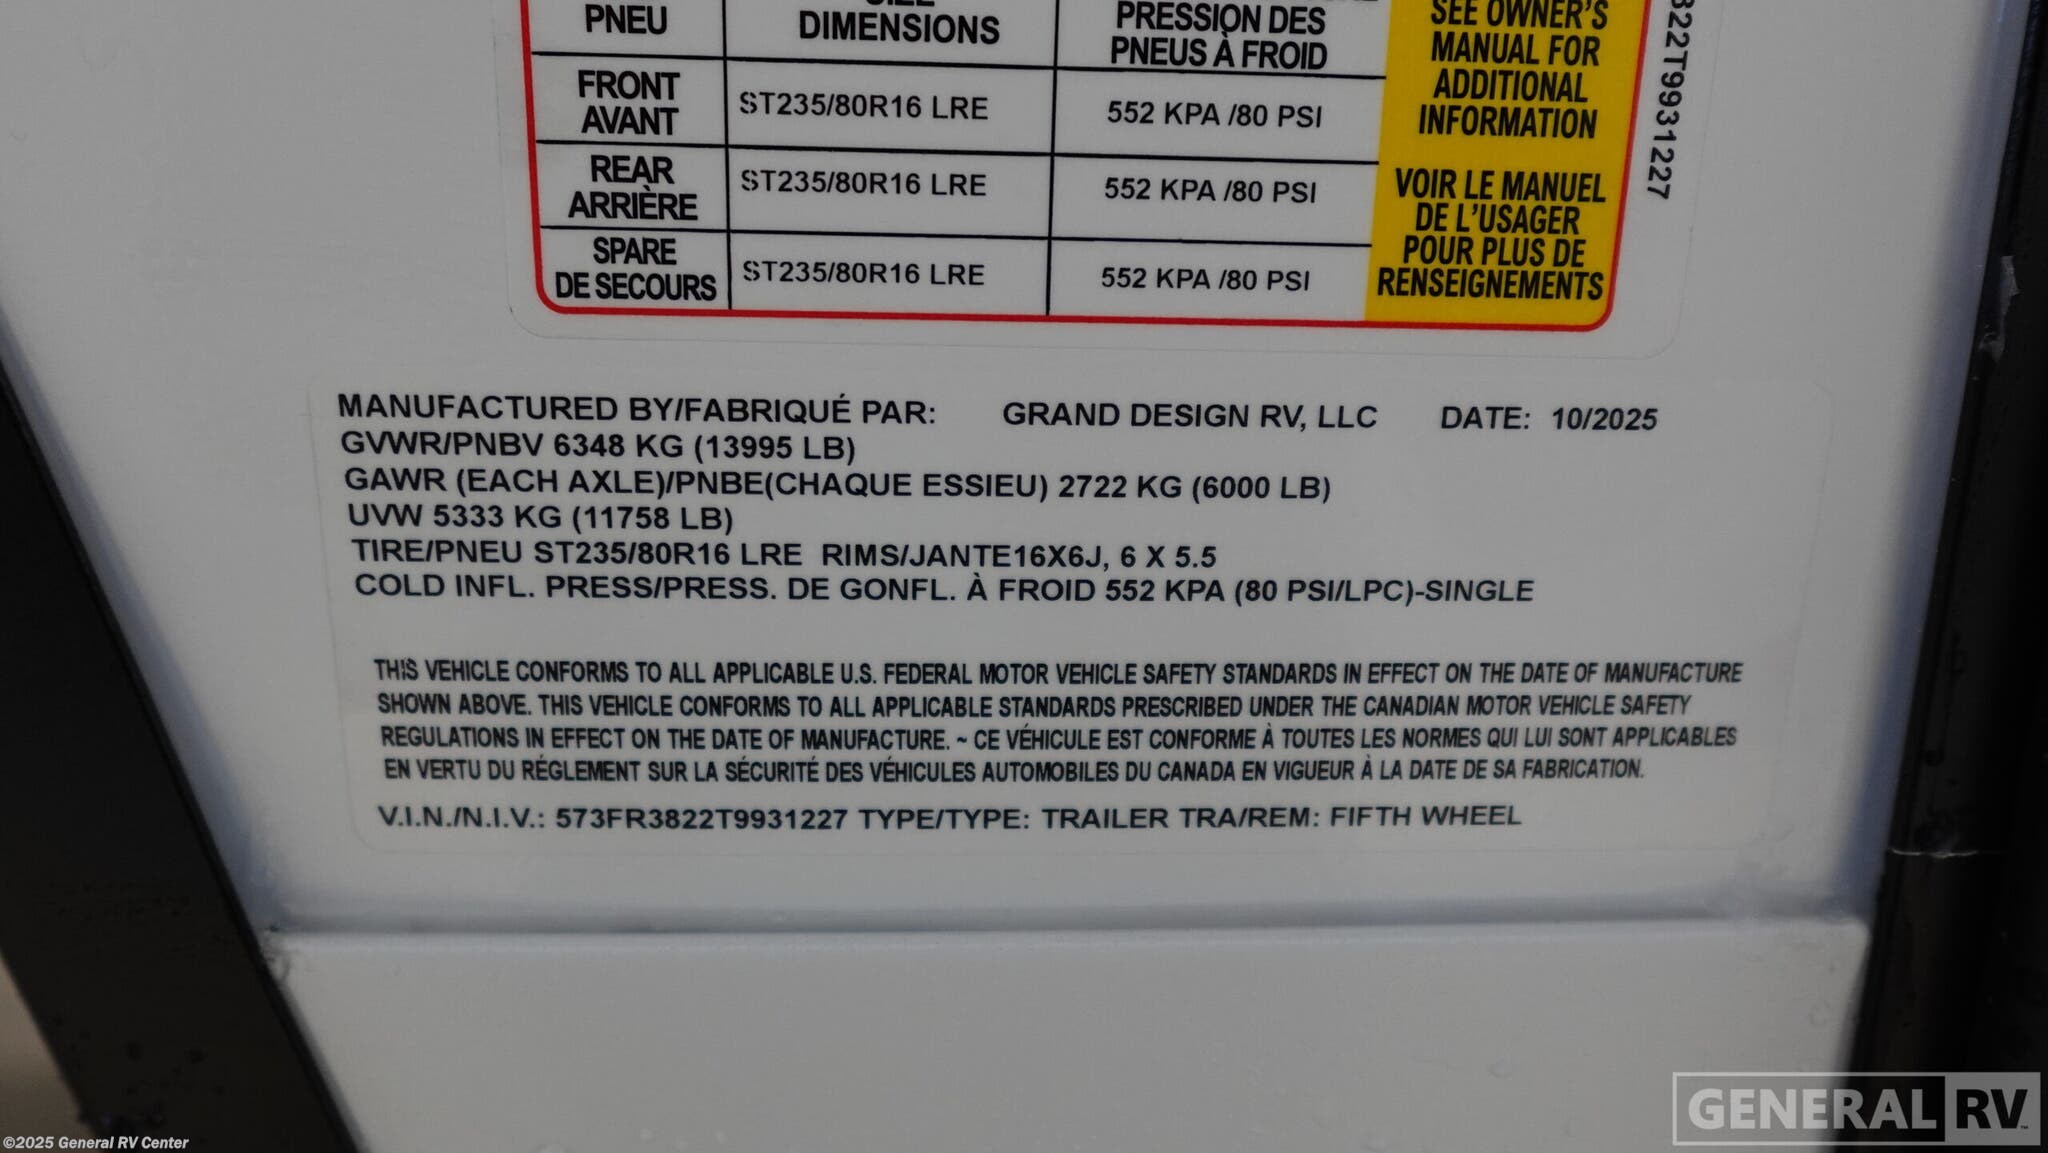 PNEU
DIMENSIONS
PRESSION DES
PNEUS À FROID
FRONT
AVANT
ST235/80R16 LRE
552 KPA /80 PSI
REAR
ARRIÈRE
ST235/80R16 LRE
552 KPA /80 PSI
SPARE
DE SECOURS
ST235/80R16 LRE
552 KPA /80 PSI
SEE OWNER'S
MANUAL FOR
ADDITIONAL
INFORMATION
VOIR LE MANUEL
DE L'USAGER
POUR PLUS DE
RENSEIGNEMENTS
822T9931227
MANUFACTURED BY/FABRIQUÉ PAR: GRAND DESIGN RV, LLC DATE: 10/2025
GVWR/PNBV 6348 KG (13995 LB)
GAWR (EACH AXLE)/PNBE(CHAQUE ESSIEU) 2722 KG (6000 LB)
UVW 5333 KG (11758 LB)
TIRE/PNEU ST235/80R16 LRE RIMS/JANTE16X6J, 6 X 5.5
COLD INFL. PRESS/PRESS. DE GONFL. À FROID 552 KPA (80 PSI/LPC)-SINGLE
THIS VEHICLE CONFORMS TO ALL APPLICABLE U.S. FEDERAL MOTOR VEHICLE SAFETY STANDARDS IN EFFECT ON THE DATE OF MANUFACTURE
SHOWN ABOVE. THIS VEHICLE CONFORMS TO ALL APPLICABLE STANDARDS PRESCRIBED UNDER THE CANADIAN MOTOR VEHICLE SAFETY
REGULATIONS IN EFFECT ON THE DATE OF MANUFACTURE. ~ CE VÉHICULE EST CONFORME À TOUTES LES NORMES QUI LUI SONT APPLICABLES
EN VERTU DU RÉGLEMENT SUR LA SÉCURITÉ DES VÉHICULES AUTOMOBILES DU CANADA EN VIGUEUR À LA DATE DE SA FABRICATION.
V.I.N./N.I.V.: 573FR3822T9931227 TYPE/TYPE: TRAILER TRA/REM: FIFTH WHEEL
GENERAL RV
©2025 General RV Center